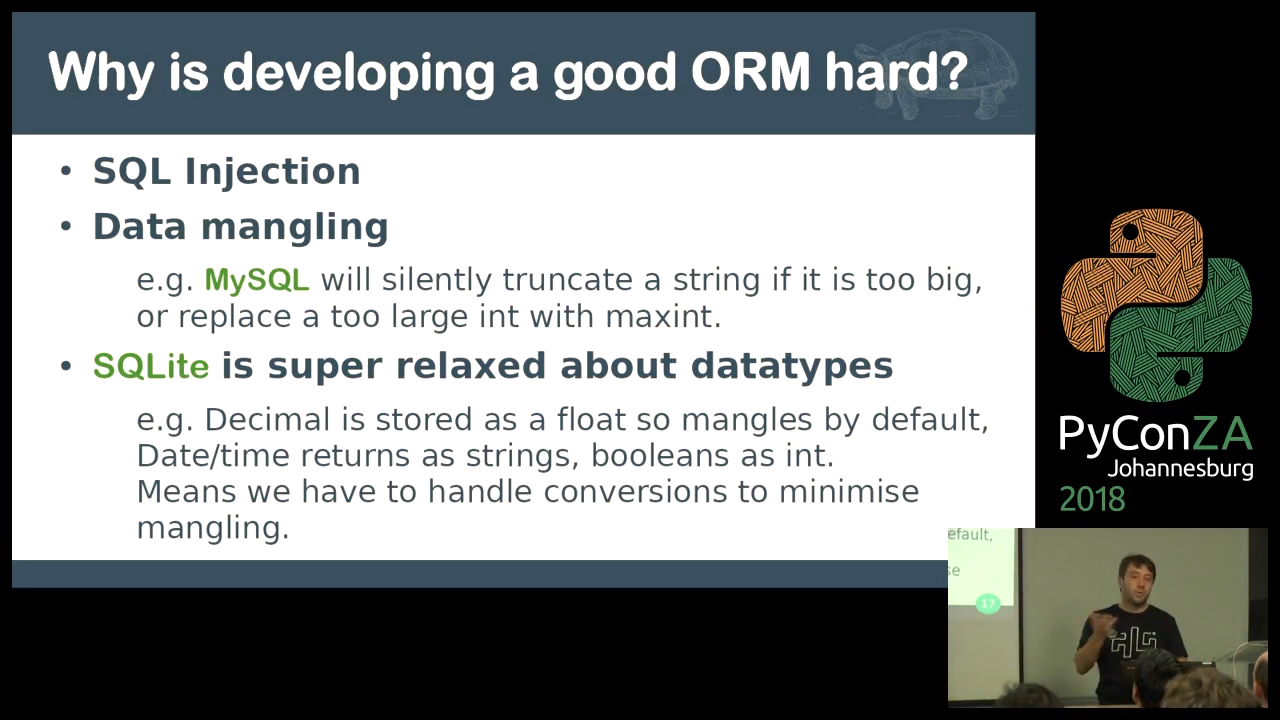 Why is developing a good ORM hard?
• SQL Injection
• Data mangling
e.g. MySQL will silently truncate a string if it is too big,
or replace a too large int with maxint.
• SQLite is super relaxed about datatypes
e.g. Decimal is stored as a float so mangles by default,
Date/time returns as strings, booleans as int.
Means we have to handle conversions to minimise
mangling.
PyConZA
Johannesburg
2018
efault,
se
17